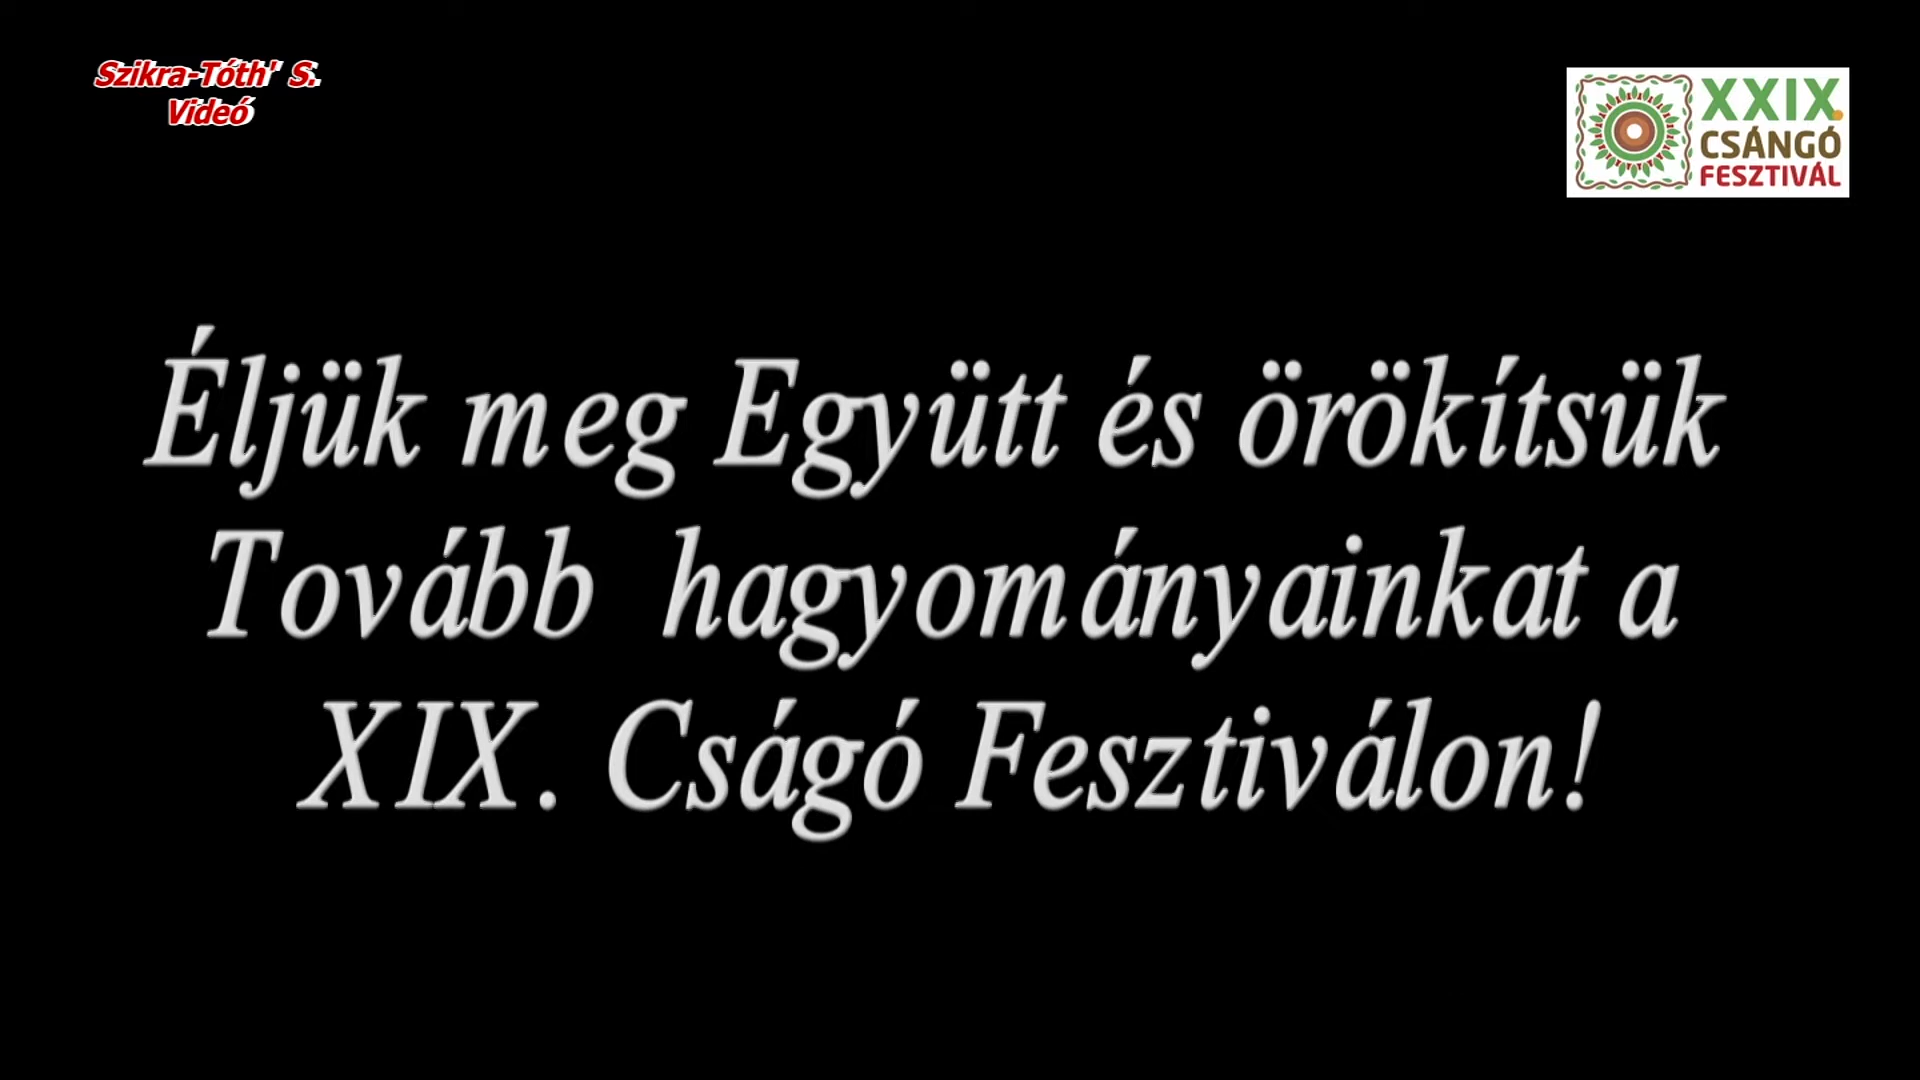 Szikra-Tóth' S.
Videó
XXIX.
CSÁNGÓ
FESZTIVÁL
Éljük meg Együtt és örökítsük
Tovább hagyományainkat a
XIX. Cságó Fesztiválon!